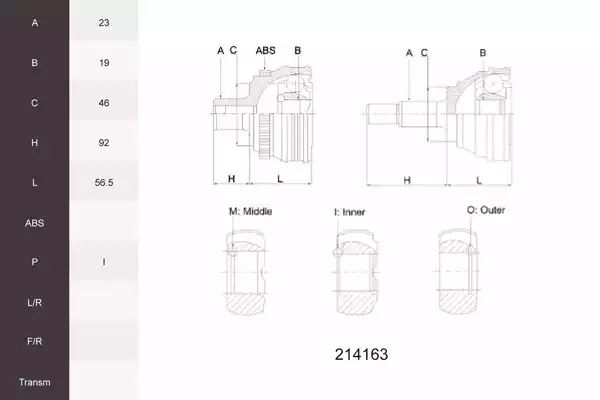 A 23
B 19
C 46
H 92
L 56.5
ABS
P I
L/R
F/R
Transm
A C ABS B
H L
A C B
H L
M: Middle I: Inner O: Outer
214163